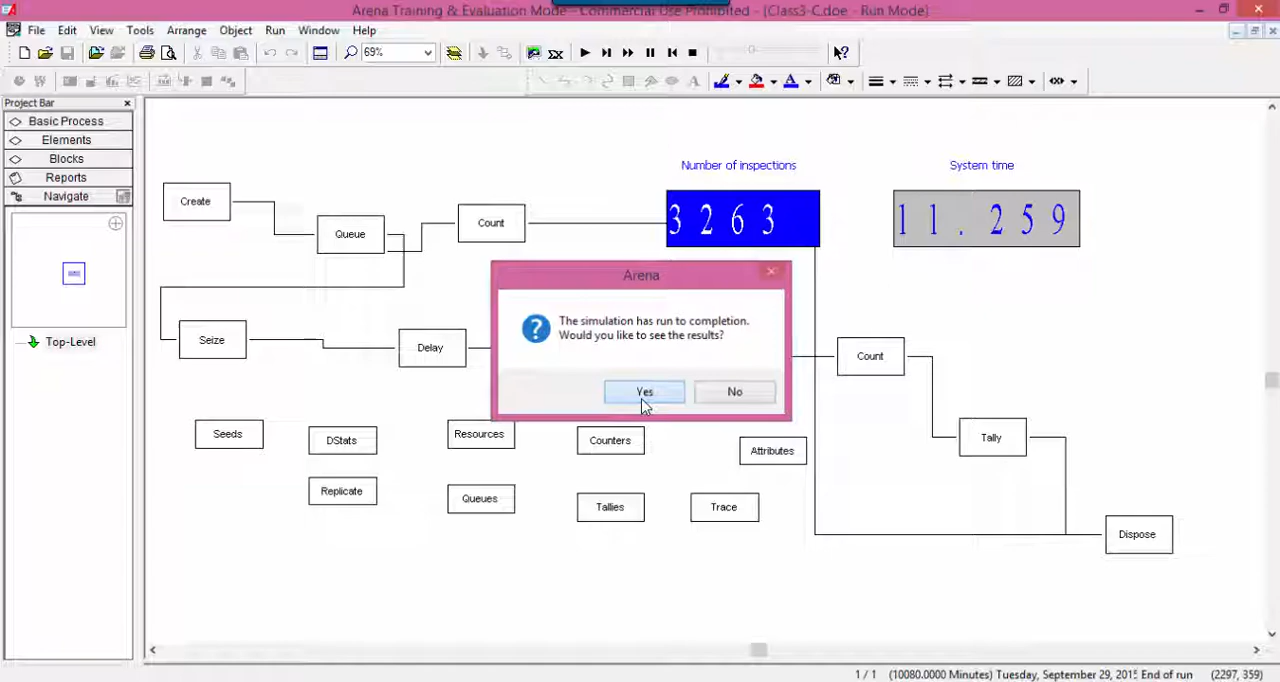 Arena Training & Evaluation Mode - Commercial Use Prohibited - [Class3-C.doe - Run Mode]
File Edit View Tools Arrange Object Run Window Help
69%
Project Bar
Basic Process
Elements
Blocks
Reports
Navigate
Top-Level
Number of inspections
System time
3263
11.259
Create
Queue
Count
Seize
Delay
Count
Tally
Dispose
Arena
The simulation has run to completion.
Would you like to see the results?
Yes
No
Seeds
DStats
Resources
Counters
Attributes
Replicate
Queues
Tallies
Trace
1 / 1 (10080.0000 Minutes) Tuesday, September 29, 2015 End of run (2297, 359)